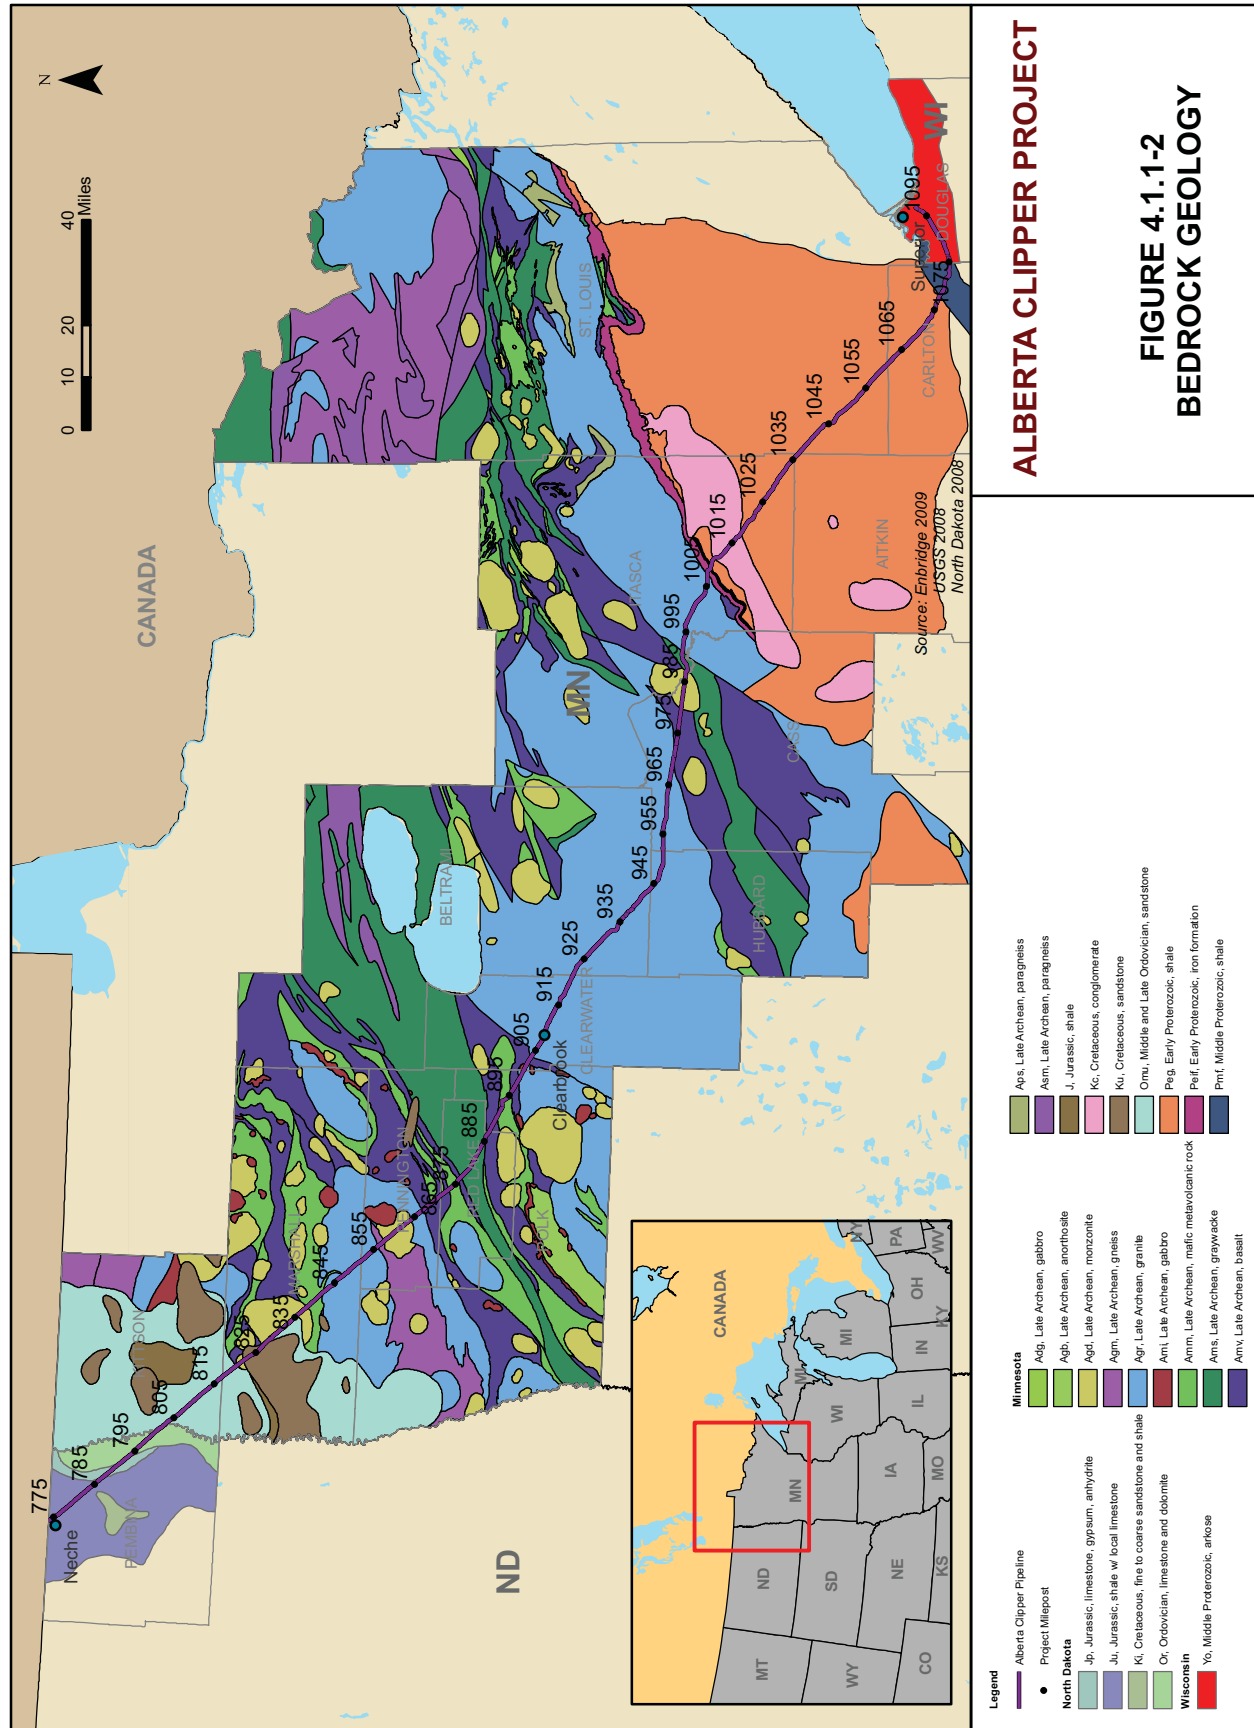 N
0 10 20 40
Miles
CANADA
MN
ND
WI
775
Neche
785
795
805
815
825
835
845
855
865
875
885
895
905
Clearbrook
915
925
935
945
955
965
975
985
995
1005
1015
1025
1035
1045
1055
1065
1075
Superior
1095
PEMBINA
MARSHALL
PENNINGTON
RED LAKE
POLK
BELTRAMI
CLEARWATER
HUBBARD
CASS
ITASCA
ST. LOUIS
AITKIN
CARLTON
DOUGLAS
Source: Enbridge 2009
USGS 2008
North Dakota 2008
CANADA
MT
ND
MN
SD
WY
NE
CO
KS
IA
MO
WI
IL
MI
MI
IN
OH
KY
WV
PA
NY
Legend
Alberta Clipper Pipeline
Project Milepost
North Dakota
Jp, Jurassic, limestone, gypsum, anhydrite
Ju, Jurassic, shale w/ local limestone
Ki, Cretaceous, fine to coarse sandstone and shale
Or, Ordovician, limestone and dolomite
Wisconsin
Yo, Middle Proterozoic, arkose
Minnesota
Adg, Late Archean, gabbro
Agb, Late Archean, anorthosite
Agd, Late Archean, monzonite
Agm, Late Archean, gneiss
Agr, Late Archean, granite
Ami, Late Archean, gabbro
Amm, Late Archean, mafic metavolcanic rock
Ams, Late Archean, graywacke
Amv, Late Archean, basalt
Aps, Late Archean, paragneiss
Asm, Late Archean, paragneiss
J, Jurassic, shale
Kc, Cretaceous, conglomerate
Ku, Cretaceous, sandstone
Omu, Middle and Late Ordovician, sandstone
Peg, Early Proterozoic, shale
Peif, Early Proterozoic, iron formation
Pmf, Middle Proterozoic, shale
ALBERTA CLIPPER PROJECT
FIGURE 4.1.1-2
BEDROCK GEOLOGY